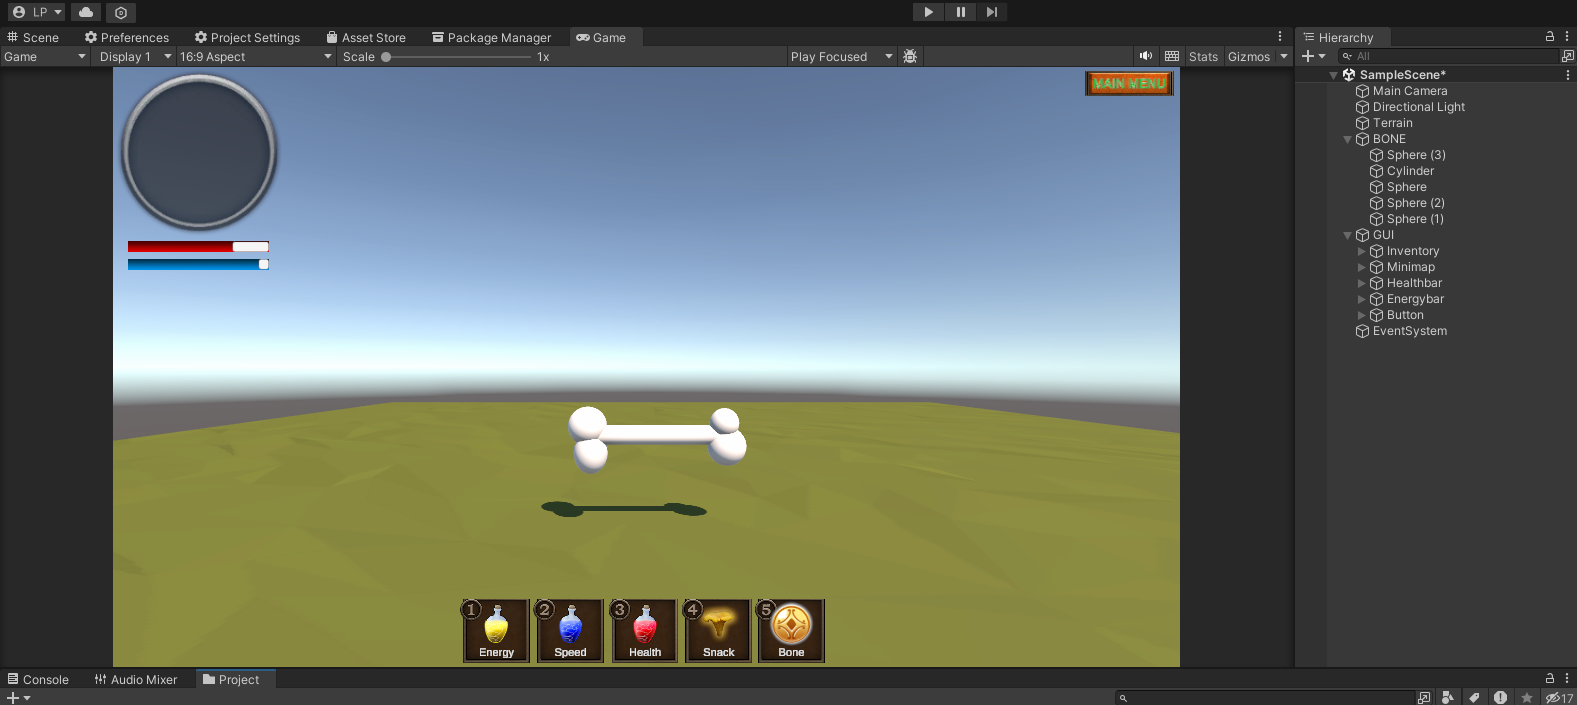 LP
Scene
Preferences
Project Settings
Asset Store
Package Manager
Game
Hierarchy
Game
Display 1
16:9 Aspect
Scale
1x
Play Focused
Stats
Gizmos
All
MAIN MENU
SampleScene*
Main Camera
Directional Light
Terrain
BONE
Sphere (3)
Cylinder
Sphere
Sphere (2)
Sphere (1)
GUI
Inventory
Minimap
Healthbar
Energybar
Button
EventSystem
1
2
3
4
5
Energy
Speed
Health
Snack
Bone
Console
Audio Mixer
Project
17